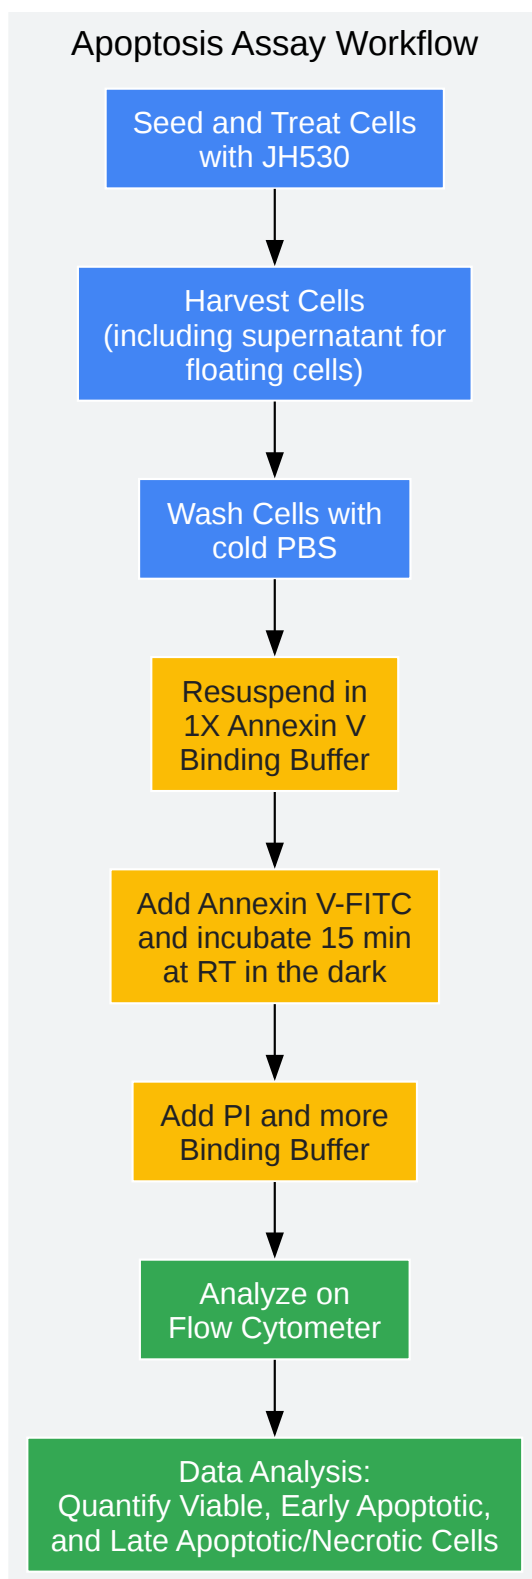 Apoptosis Assay Workflow
Seed and Treat Cells
with JH530
Harvest Cells
(including supernatant for
floating cells)
Wash Cells with
cold PBS
Resuspend in
1X Annexin V
Binding Buffer
Add Annexin V-FITC
and incubate 15 min
at RT in the dark
Add PI and more
Binding Buffer
Analyze on
Flow Cytometer
Data Analysis:
Quantify Viable, Early Apoptotic,
and Late Apoptotic/Necrotic Cells